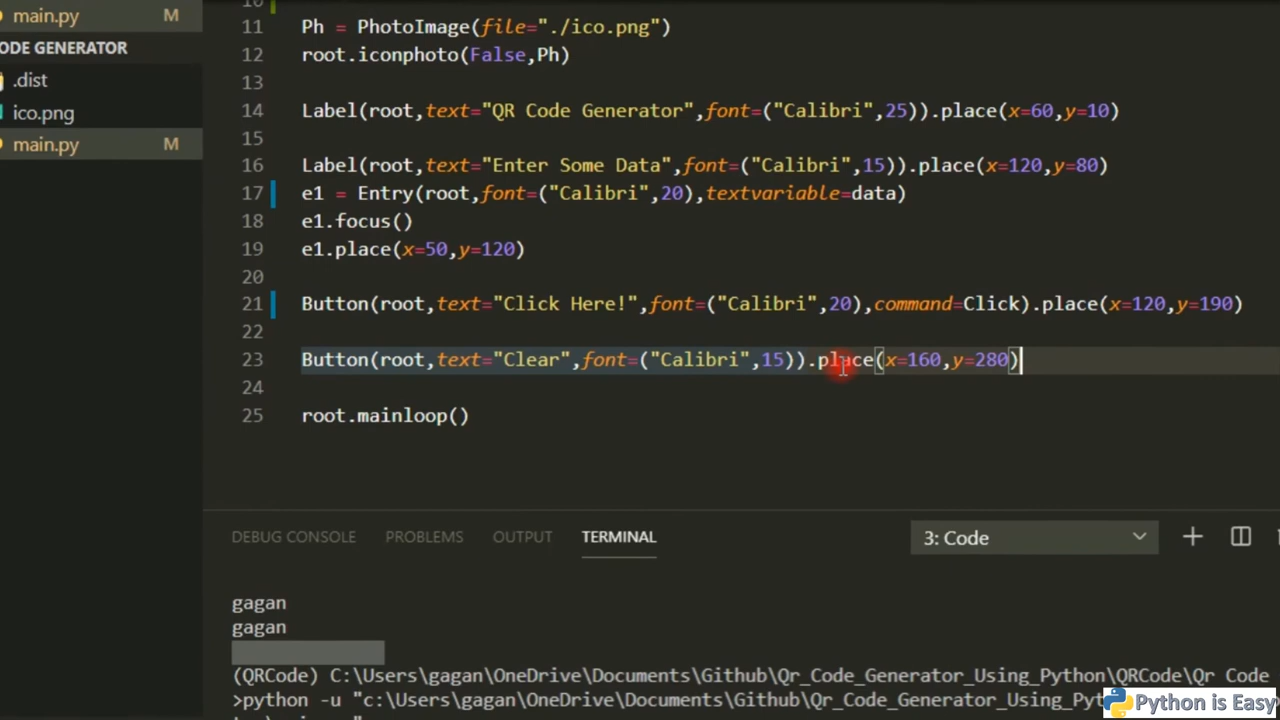 main.py M
ODE GENERATOR
.dist
ico.png
main.py M
11 Ph = PhotoImage(file="./ico.png")
12 root.iconphoto(False,Ph)
13
14 Label(root,text="QR Code Generator",font=("Calibri",25)).place(x=60,y=10)
15
16 Label(root,text="Enter Some Data",font=("Calibri",15)).place(x=120,y=80)
17 e1 = Entry(root,font=("Calibri",20),textvariable=data)
18 e1.focus()
19 e1.place(x=50,y=120)
20
21 Button(root,text="Click Here!",font=("Calibri",20),command=Click).place(x=120,y=190)
22
23 Button(root,text="Clear",font=("Calibri",15)).place(x=160,y=280)
24
25 root.mainloop()
DEBUG CONSOLE PROBLEMS OUTPUT TERMINAL 3: Code
gagan
gagan
(QRCode) C:\Users\gagan\OneDrive\Documents\Github\Qr_Code_Generator_Using_Python\QRCode\Qr Code
>python -u "c:\Users\gagan\OneDrive\Documents\Github\Qr_Code_Generator_Using_Pyt
Python is Easy